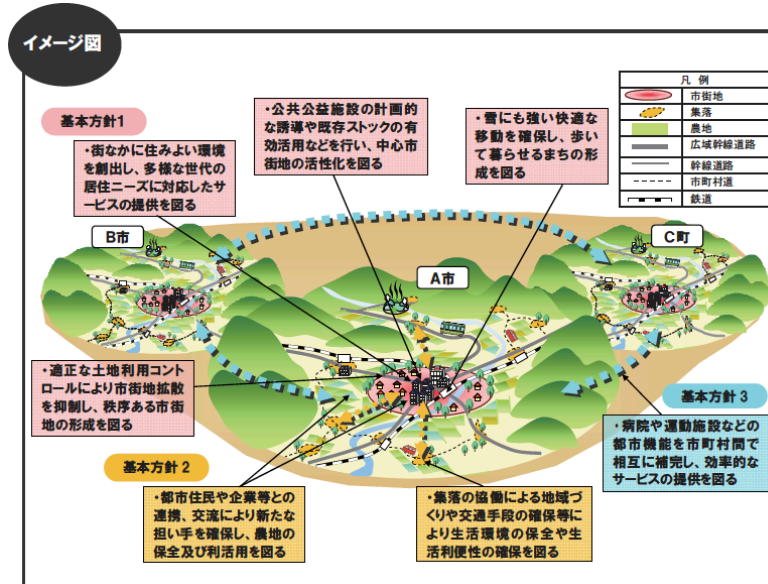 イメージ図
基本方針1
・街なかに住みよい環境
を創出し、多様な世代の
居住ニーズに対応したサ
ービスの提供を図る
・公共公益施設の計画的
な誘導や既存ストックの有
効活用などを行い、中心市
街地の活性化を図る
・雪にも強い快適な
移動を確保し、歩い
て暮らせるまちの形
成を図る
凡 例
市街地
集落
農地
広域幹線道路
幹線道路
市町村道
鉄道
B市
A市
C町
・適正な土地利用コント
ロールにより市街地拡散
を抑制し、秩序ある市街
地の形成を図る
基本方針2
・都市住民や企業等との
連携、交流により新たな
担い手を確保し、農地の
保全及び利活用を図る
・集落の協働による地域づ
くりや交通手段の確保等に
より生活環境の保全や生
活利便性の確保を図る
基本方針3
・病院や運動施設などの
都市機能を市町村間で
相互に補完し、効率的な
サービスの提供を図る